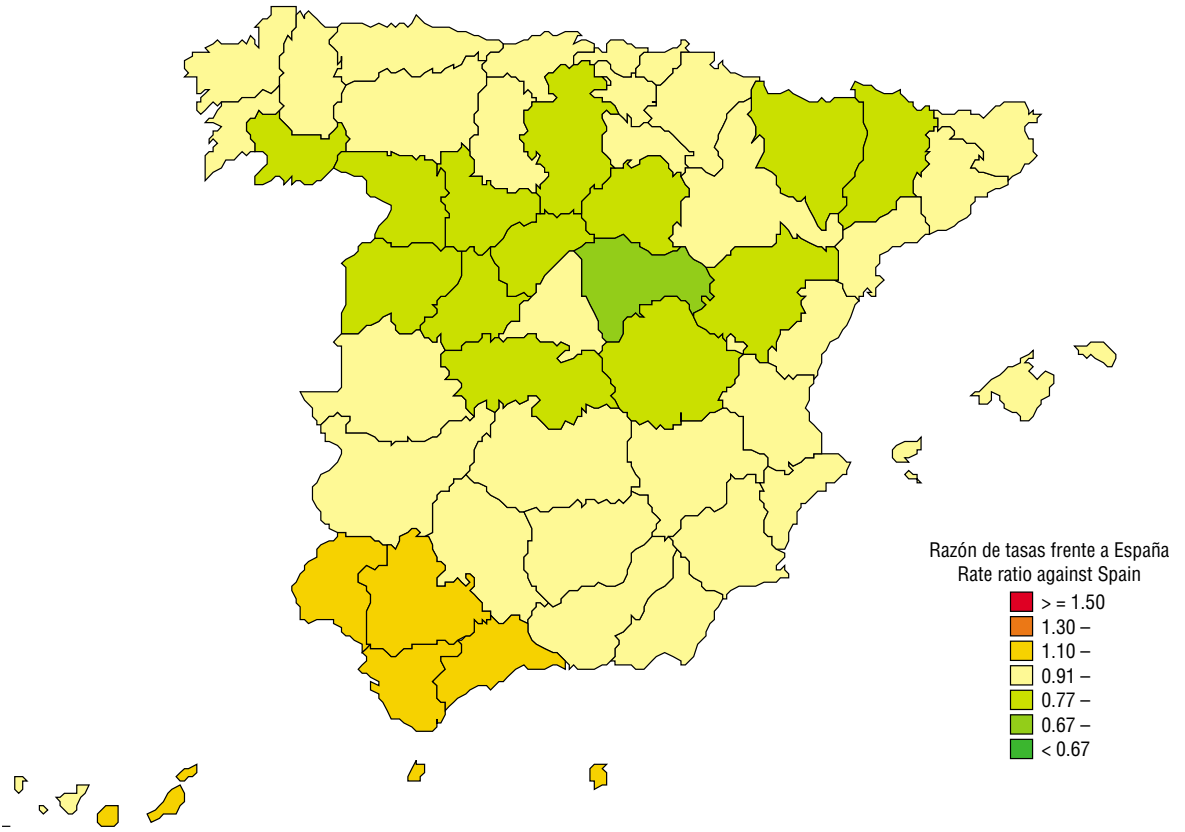 Razón de tasas frente a España
Rate ratio against Spain
> = 1.50
1.30 –
1.10 –
0.91 –
0.77 –
0.67 –
< 0.67